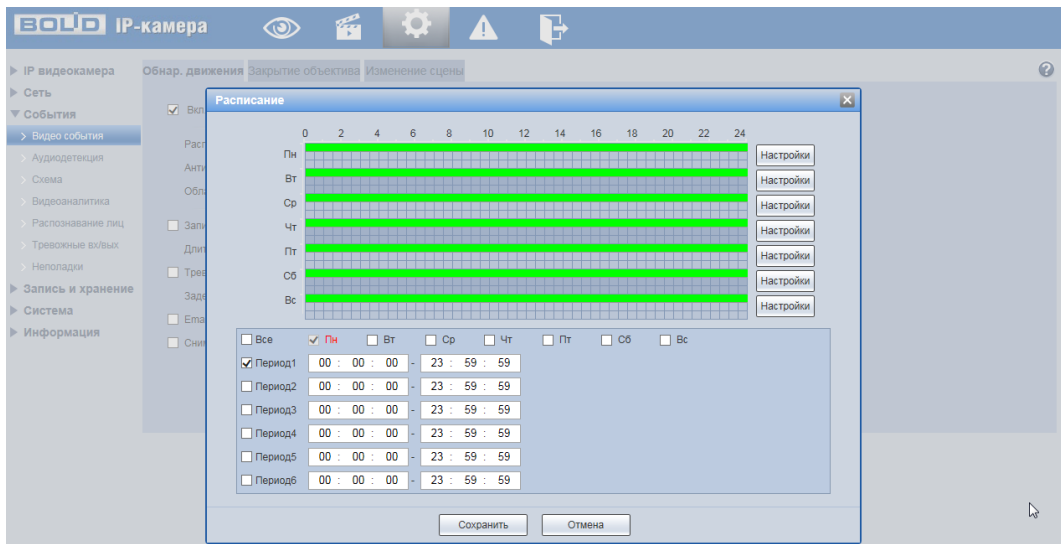 BOLID IP-камера
IP видеокамера
Обнар. движения Закрытие объектива Изменение сцены
Сеть
События
Видео события
Аудиодетекция
Схема
Видеоаналитика
Распознавание лиц
Тревожные вх/вых
Неполадки
Запись и хранение
Система
Информация
Расписание
0 2 4 6 8 10 12 14 16 18 20 22 24
Пн Настройки
Вт Настройки
Ср Настройки
Чт Настройки
Пт Настройки
Сб Настройки
Вс Настройки
Все Пн Вт Ср Чт Пт Сб Вс
Период1 00 : 00 : 00 - 23 : 59 : 59
Период2 00 : 00 : 00 - 23 : 59 : 59
Период3 00 : 00 : 00 - 23 : 59 : 59
Период4 00 : 00 : 00 - 23 : 59 : 59
Период5 00 : 00 : 00 - 23 : 59 : 59
Период6 00 : 00 : 00 - 23 : 59 : 59
Сохранить Отмена